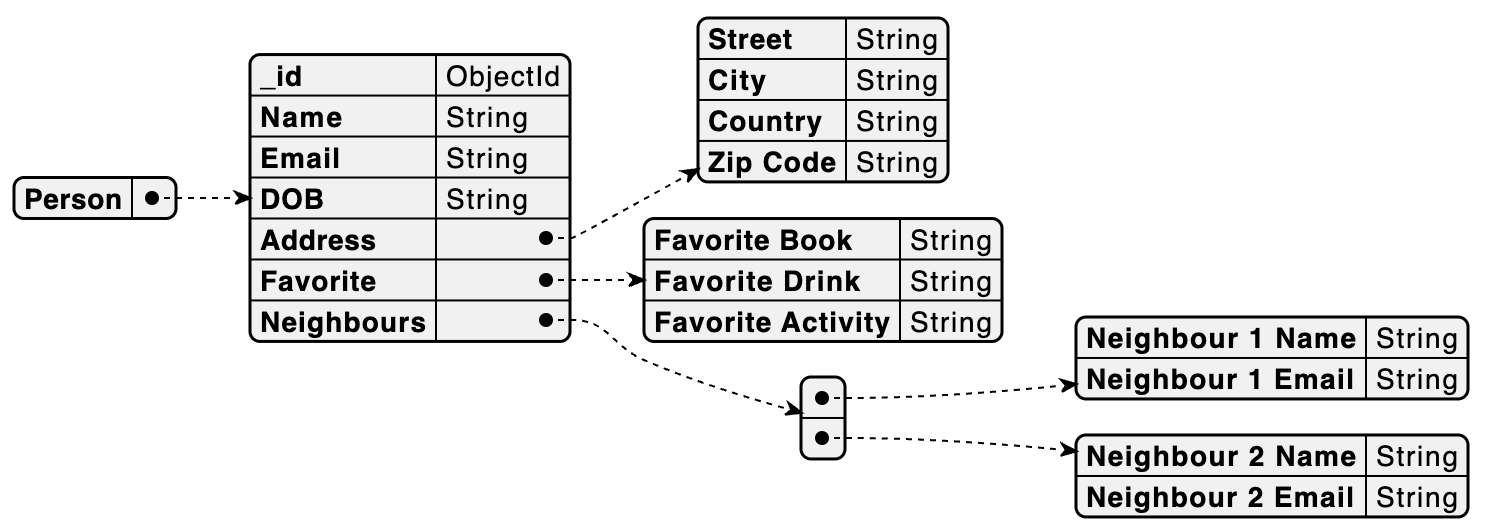 Person
_id ObjectId
Name String
Email String
DOB String
Address
Favorite
Neighbours
Street String
City String
Country String
Zip Code String
Favorite Book String
Favorite Drink String
Favorite Activity String
Neighbour 1 Name String
Neighbour 1 Email String
Neighbour 2 Name String
Neighbour 2 Email String